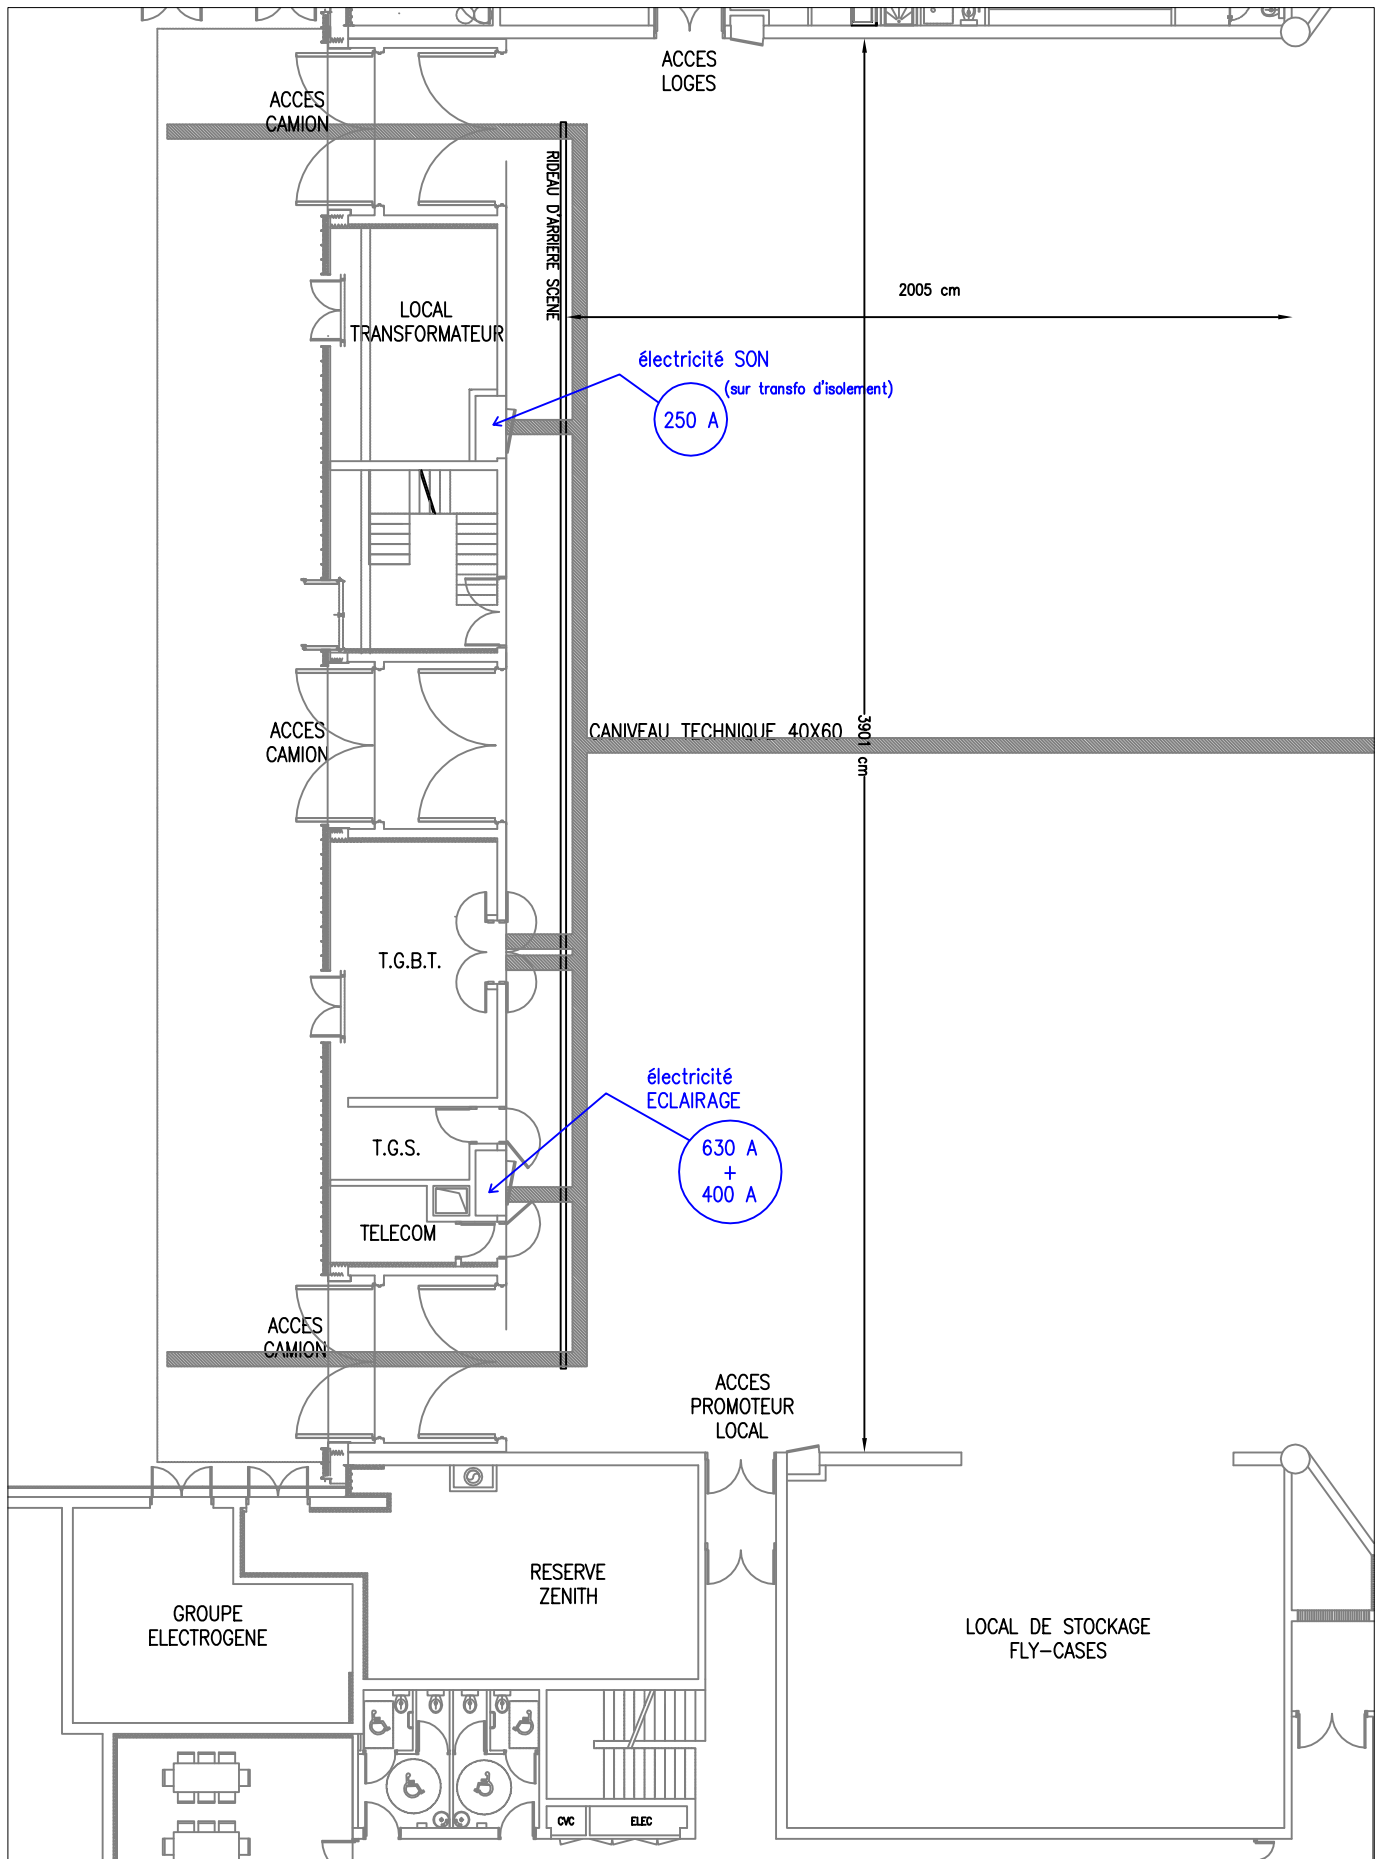 ACCES
LOGES
ACCES
CAMION
RIDEAU D'ARRIERE SCENE
2005 cm
LOCAL
TRANSFORMATEUR
électricité SON
(sur transfo d'isolement)
250 A
ACCES
CAMION
CANIVEAU TECHNIQUE 40X60
3901 cm
T.G.B.T.
électricité
ECLAIRAGE
630 A
+
400 A
T.G.S.
TELECOM
ACCES
CAMION
ACCES
PROMOTEUR
LOCAL
RESERVE
ZENITH
GROUPE
ELECTROGENE
LOCAL DE STOCKAGE
FLY-CASES
CVC
ELEC